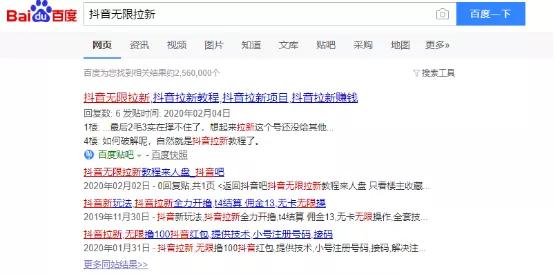 Bai du 百度
抖音无限拉新
百度一下
网页 资讯 视频 图片 知道 文库 贴吧 采购 地图 更多»
百度为您找到相关结果约2,560,000个
搜索工具
抖音无限拉新,抖音拉新教程,抖音拉新项目,抖音拉新赚钱
回复数: 6 发贴时间: 2020年02月04日
1楼: ...最后2毛3实在撑不住了, 想起来拉新这个号还没给其他...
4楼: 如何破解呢, 自然就是抖音拉新教程了。
百度贴吧 - 百度快照
抖音无限拉新教程来人盘_抖音吧
2020年02月02日 - 0回复贴,共1页 <返回抖音吧抖音无限拉新教程来人盘 只看楼主收藏...
抖音新玩法,抖音拉新全力开撸,t4结算,佣金13,无卡无限撸
2019年11月30日 - 抖音新玩法,抖音拉新全力开撸,t4结算,佣金13,无卡无限操作,全套技...
抖音拉新,无限撸100抖音红包,提供技术,小号注册号码,接码
2020年01月31日 - 抖音拉新,无限撸100抖音红包,提供技术,小号注册号码,接码,解决注...
更多贴吧结果>>